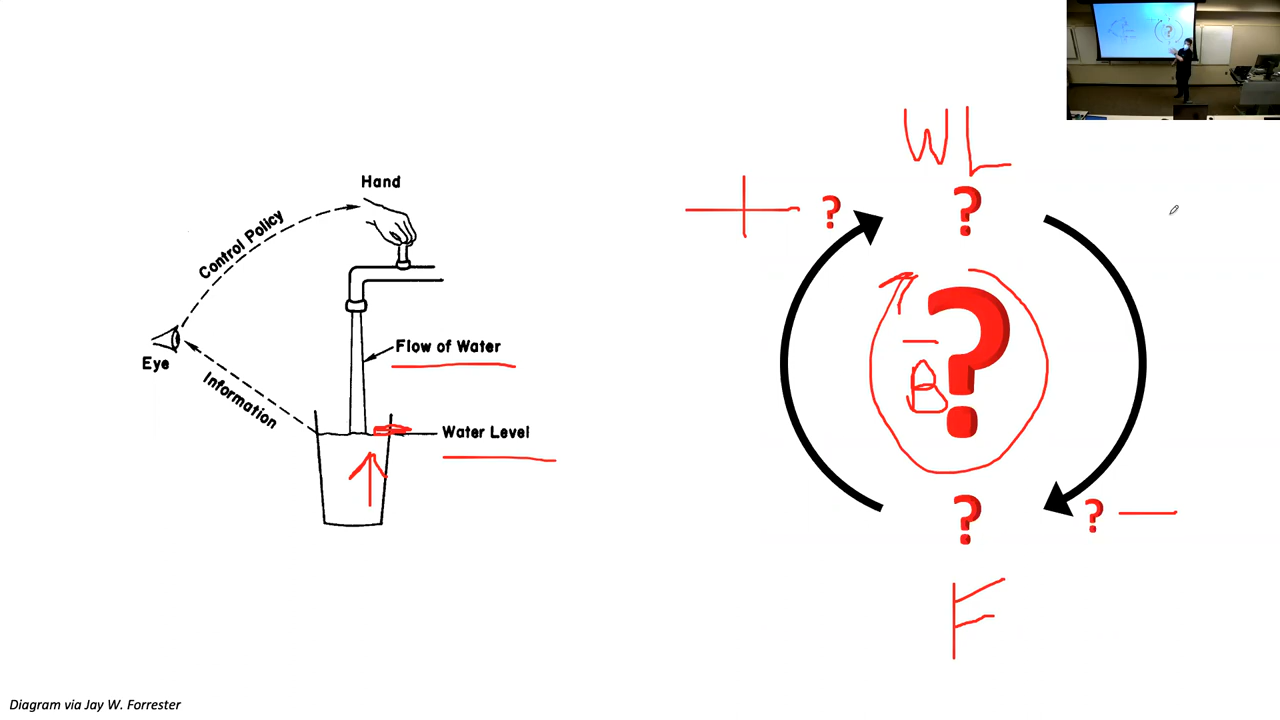 Hand
Control Policy
Eye
Information
Flow of Water
Water Level
WL
+ ?
?
?
−
B
?
? −
F
Diagram via Jay W. Forrester